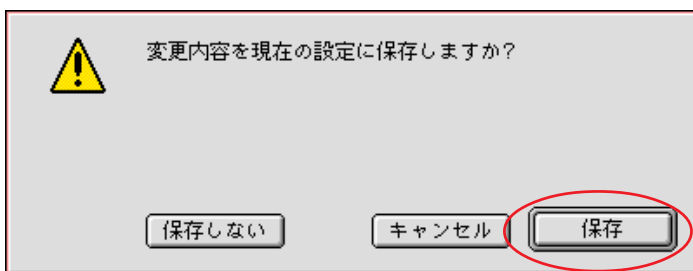 変更内容を現在の設定に保存しますか?
保存しない
キャンセル
保存